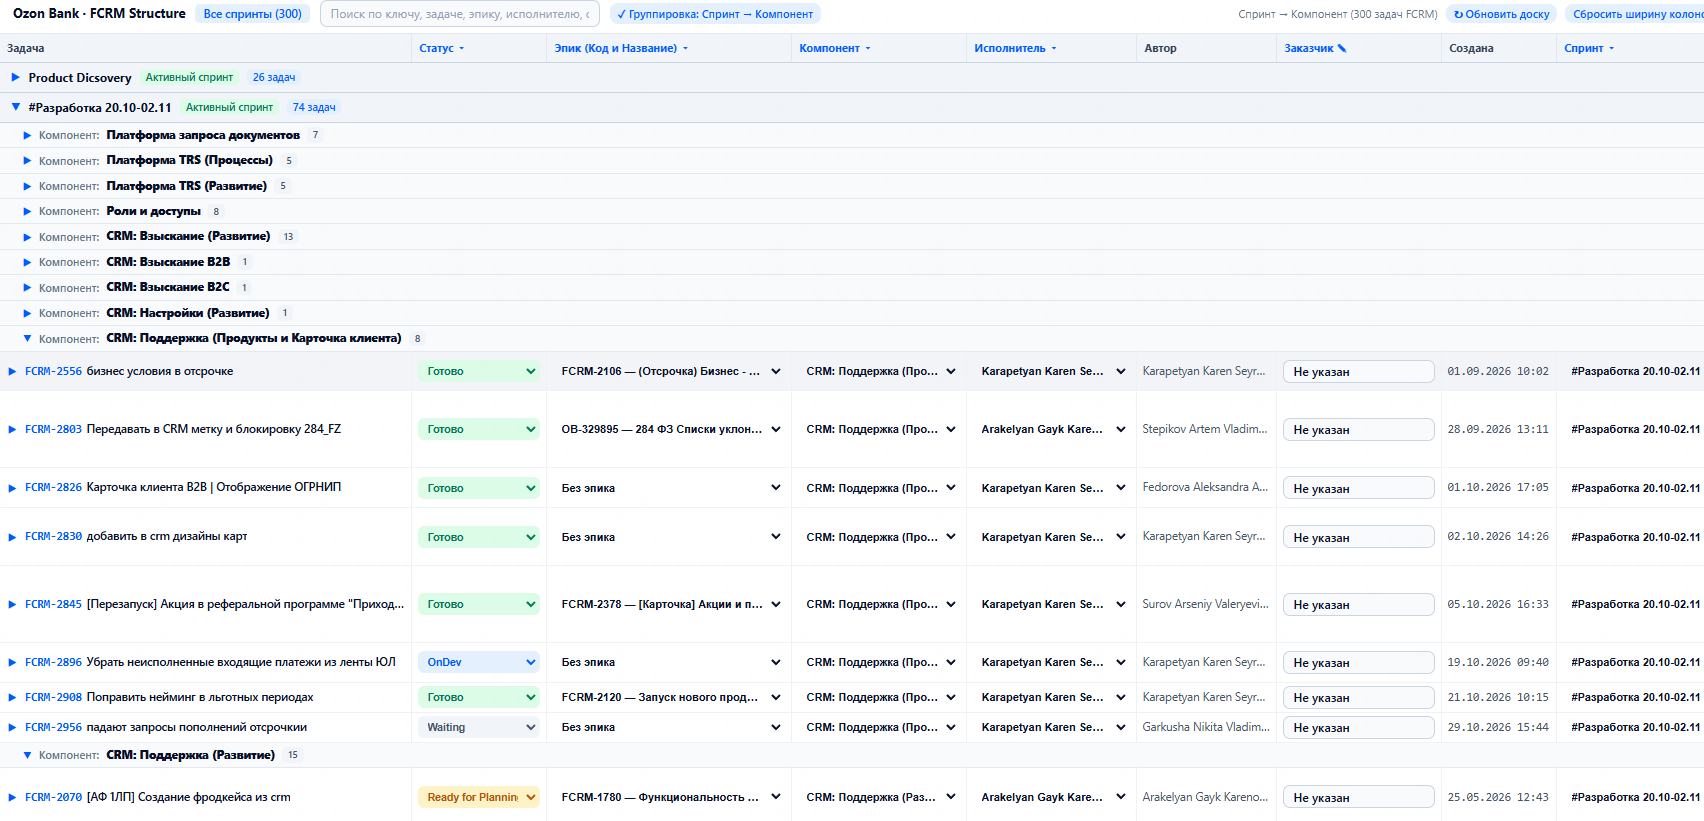 Ozon Bank · FCRM Structure Все спринты (300) Поиск по ключу, задаче, эпику, исполнителю, с ✓ Группировка: Спринт → Компонент Спринт → Компонент (300 задач FCRM) ↻ Обновить доску Сбросить ширину колонок
Задача Статус Эпик (Код и Название) Компонент Исполнитель Автор Заказчик ✎ Создана Спринт
Product Dicsovery Активный спринт 26 задач
#Разработка 20.10-02.11 Активный спринт 74 задач
Компонент: Платформа запроса документов 7
Компонент: Платформа TRS (Процессы) 5
Компонент: Платформа TRS (Развитие) 5
Компонент: Роли и доступы 8
Компонент: CRM: Взыскание (Развитие) 13
Компонент: CRM: Взыскание B2B 1
Компонент: CRM: Взыскание B2C 1
Компонент: CRM: Настройки (Развитие) 1
Компонент: CRM: Поддержка (Продукты и Карточка клиента) 8
FCRM-2556 бизнес условия в отсрочке Готово FCRM-2106 — (Отсрочка) Бизнес - ... CRM: Поддержка (Про... Karapetyan Karen Se... Karapetyan Karen Seyr... Не указан 01.09.2026 10:02 #Разработка 20.10-02.11
FCRM-2803 Передавать в CRM метку и блокировку 284_FZ Готово OB-329895 — 284 ФЗ Списки уклон... CRM: Поддержка (Про... Arakelyan Gayk Kare... Stepikov Artem Vladim... Не указан 28.09.2026 13:11 #Разработка 20.10-02.11
FCRM-2826 Карточка клиента B2B | Отображение ОГРНИП Готово Без эпика CRM: Поддержка (Про... Karapetyan Karen Se... Fedorova Aleksandra A... Не указан 01.10.2026 17:05 #Разработка 20.10-02.11
FCRM-2830 добавить в crm дизайны карт Готово Без эпика CRM: Поддержка (Про... Karapetyan Karen Se... Karapetyan Karen Seyr... Не указан 02.10.2026 14:26 #Разработка 20.10-02.11
FCRM-2845 [Перезапуск] Акция в реферальной программе "Приход... Готово FCRM-2378 — [Карточка] Акции и п... CRM: Поддержка (Про... Karapetyan Karen Se... Surov Arseniy Valeryevi... Не указан 05.10.2026 16:33 #Разработка 20.10-02.11
FCRM-2896 Убрать неисполненные входящие платежи из ленты ЮЛ OnDev Без эпика CRM: Поддержка (Про... Karapetyan Karen Se... Karapetyan Karen Seyr... Не указан 19.10.2026 09:40 #Разработка 20.10-02.11
FCRM-2908 Поправить нейминг в льготных периодах Готово FCRM-2120 — Запуск нового прод... CRM: Поддержка (Про... Karapetyan Karen Se... Karapetyan Karen Seyr... Не указан 21.10.2026 10:15 #Разработка 20.10-02.11
FCRM-2956 падают запросы пополнений отсрочкии Waiting Без эпика CRM: Поддержка (Про... Karapetyan Karen Se... Garkusha Nikita Vladim... Не указан 29.10.2026 15:44 #Разработка 20.10-02.11
Компонент: CRM: Поддержка (Развитие) 15
FCRM-2070 [АФ 1ЛП] Создание фродкейса из crm Ready for Planning FCRM-1780 — Функциональность ... CRM: Поддержка (Раз... Arakelyan Gayk Kare... Arakelyan Gayk Kareno... Не указан 25.05.2026 12:43 #Разработка 20.10-02.11